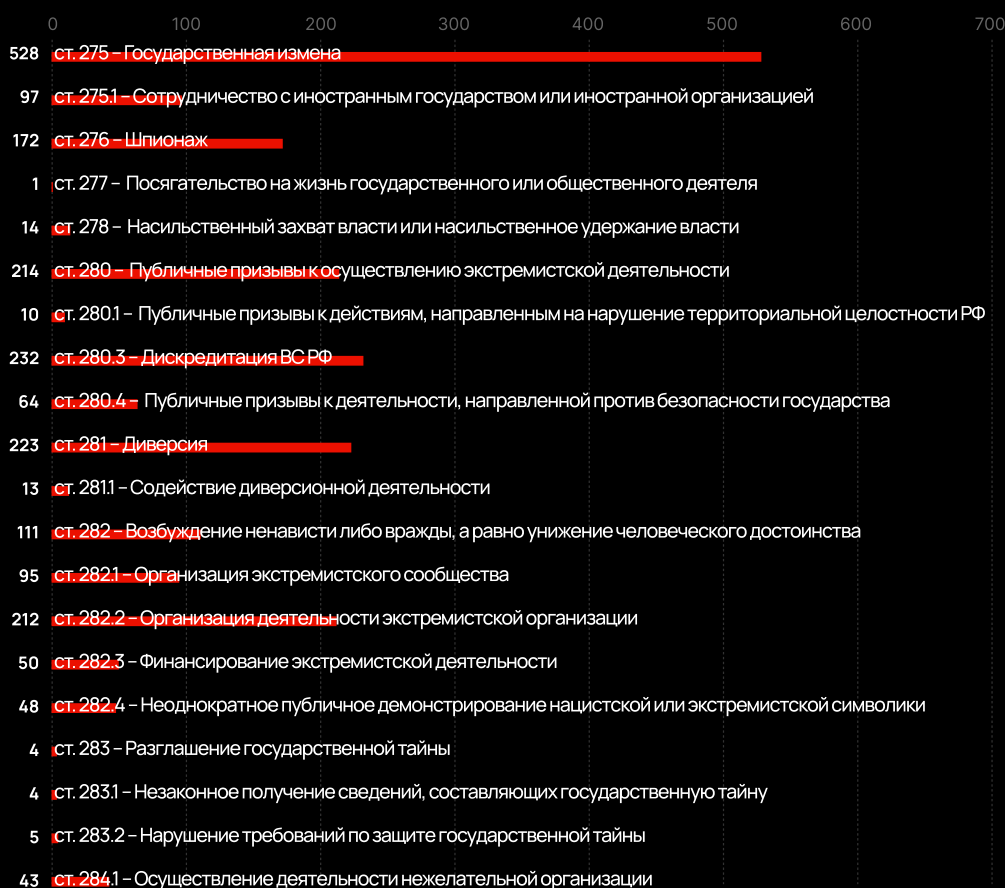 0 100 200 300 400 500 600 700
528 ст. 275 – Государственная измена
97 ст. 275.1 – Сотрудничество с иностранным государством или иностранной организацией
172 ст. 276 – Шпионаж
1 ст. 277 – Посягательство на жизнь государственного или общественного деятеля
14 ст. 278 – Насильственный захват власти или насильственное удержание власти
214 ст. 280 – Публичные призывы к осуществлению экстремистской деятельности
10 ст. 280.1 – Публичные призывы к действиям, направленным на нарушение территориальной целостности РФ
232 ст. 280.3 – Дискредитация ВС РФ
64 ст. 280.4 – Публичные призывы к деятельности, направленной против безопасности государства
223 ст. 281 – Диверсия
13 ст. 281.1 – Содействие диверсионной деятельности
111 ст. 282 – Возбуждение ненависти либо вражды, а равно унижение человеческого достоинства
95 ст. 282.1 – Организация экстремистского сообщества
212 ст. 282.2 – Организация деятельности экстремистской организации
50 ст. 282.3 – Финансирование экстремистской деятельности
48 ст. 282.4 – Неоднократное публичное демонстрирование нацистской или экстремистской символики
4 ст. 283 – Разглашение государственной тайны
4 ст. 283.1 – Незаконное получение сведений, составляющих государственную тайну
5 ст. 283.2 – Нарушение требований по защите государственной тайны
43 ст. 284.1 – Осуществление деятельности нежелательной организации